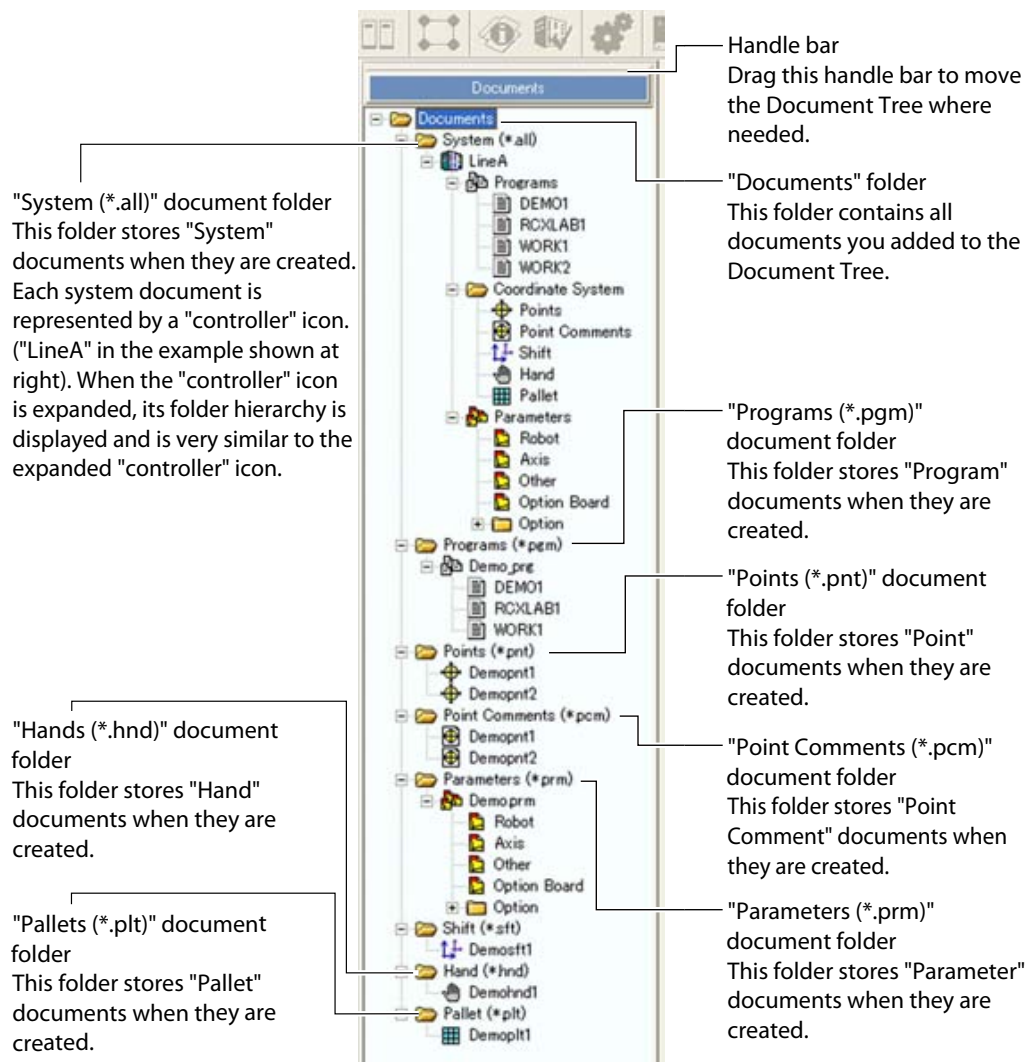 "System (*.all)" document folder
This folder stores "System"
documents when they are created.
Each system document is
represented by a "controller" icon.
("LineA" in the example shown at
right). When the "controller" icon
is expanded, its folder hierarchy is
displayed and is very similar to the
expanded "controller" icon.
"Hands (*.hnd)" document
folder
This folder stores "Hand"
documents when they are
created.
"Pallets (*.plt)" document
folder
This folder stores "Pallet"
documents when they are
created.
Documents
Documents
System (*.all)
LineA
Programs
DEMO1
RCXLAB1
WORK1
WORK2
Coordinate System
Points
Point Comments
Shift
Hand
Pallet
Parameters
Robot
Axis
Other
Option Board
Option
Programs (*.pgm)
Demo_prg
DEMO1
RCXLAB1
WORK1
Points (*.pnt)
Demopnt1
Demopnt2
Point Comments (*.pcm)
Demopnt1
Demopnt2
Parameters (*.prm)
Demoprm
Robot
Axis
Other
Option Board
Option
Shift (*.sft)
Demosft1
Hand (*.hnd)
Demohnd1
Pallet (*.plt)
Demoplt1
Handle bar
Drag this handle bar to move
the Document Tree where
needed.
"Documents" folder
This folder contains all
documents you added to the
Document Tree.
"Programs (*.pgm)"
document folder
This folder stores "Program"
documents when they are
created.
"Points (*.pnt)" document
folder
This folder stores "Point"
documents when they are
created.
"Point Comments (*.pcm)"
document folder
This folder stores "Point
Comment" documents when
they are created.
"Parameters (*.prm)"
document folder
This folder stores "Parameter"
documents when they are
created.